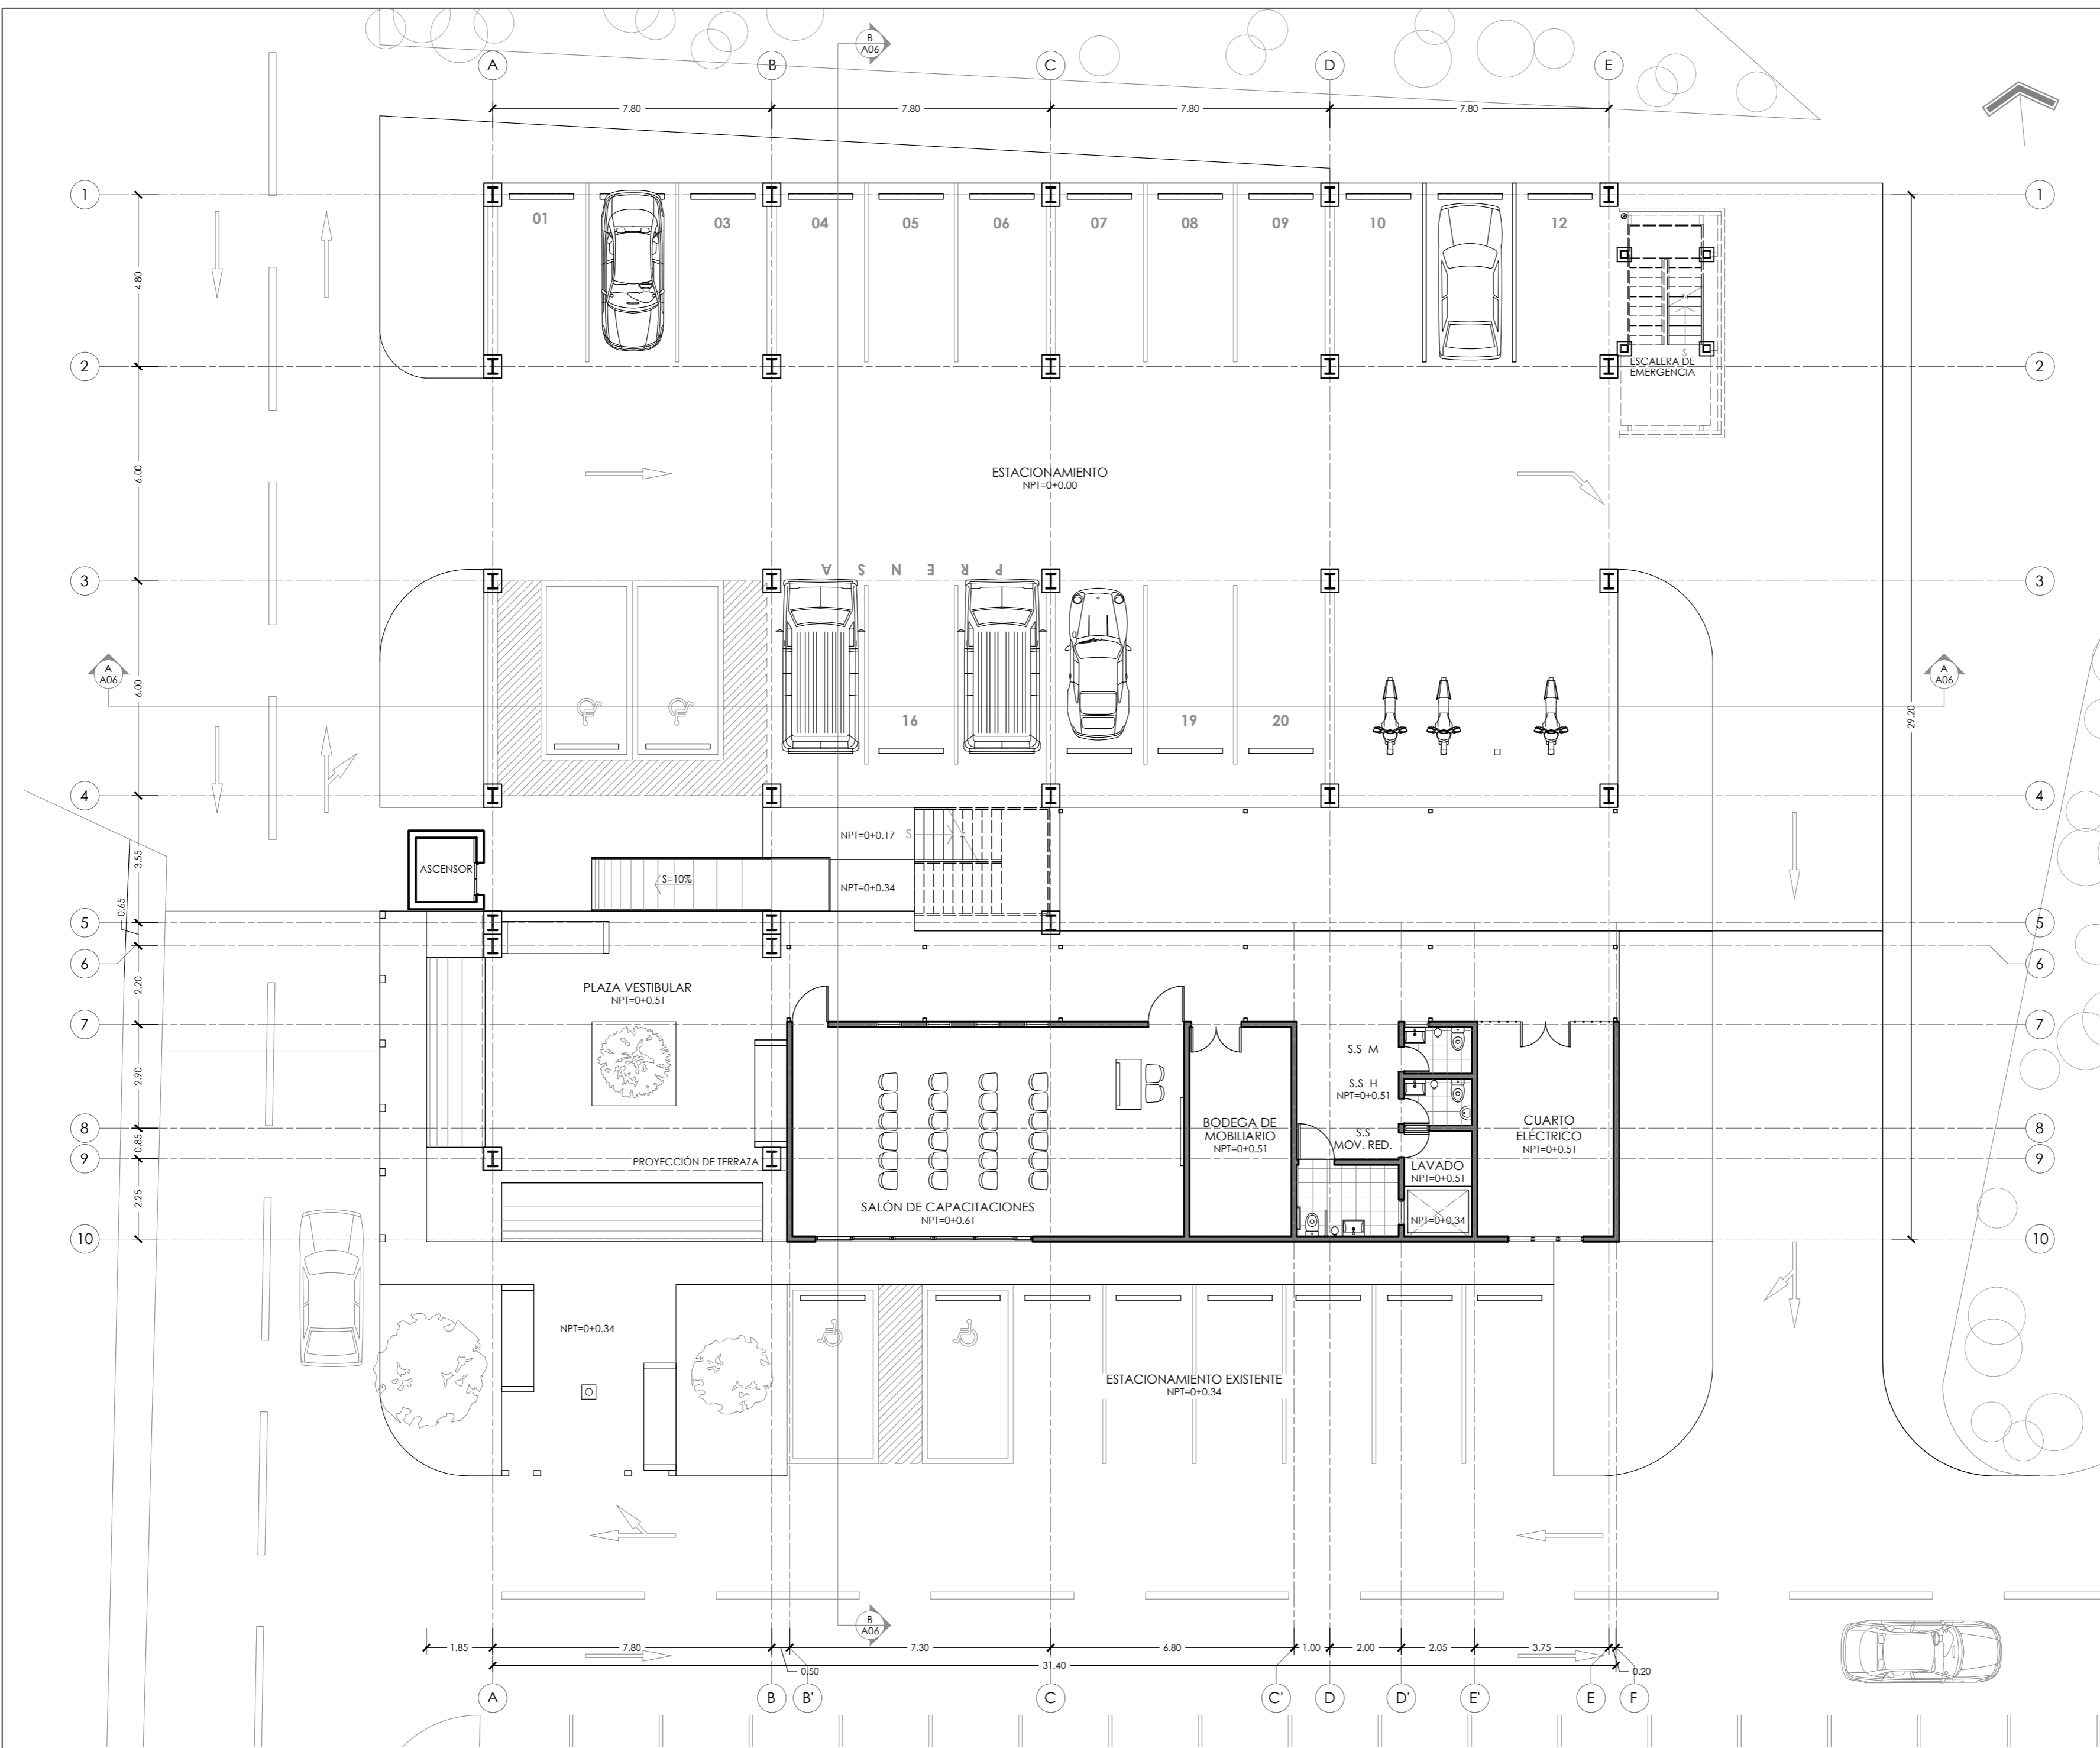 B
A06
A
B
C
D
E
7.80
7.80
7.80
7.80
1
1
01
03
04
05
06
07
08
09
10
12
4.80
S
2
ESCALERA DE
EMERGENCIA
2
6.00
ESTACIONAMIENTO
NPT=0+0.00
3
PRENSA
3
A
A06
6.00
A
A06
16
19
20
29.20
4
4
NPT=0+0.17
S
3.55
ASCENSOR
S=10%
NPT=0+0.34
0.65
5
5
6
6
2.20
PLAZA VESTIBULAR
NPT=0+0.51
7
7
S.S M
2.90
S.S H
NPT=0+0.51
BODEGA DE
MOBILIARIO
NPT=0+0.51
CUARTO
ELÉCTRICO
NPT=0+0.51
8
8
0.85
S.S
MOV. RED.
9
PROYECCIÓN DE TERRAZA
9
LAVADO
NPT=0+0.51
2.25
SALÓN DE CAPACITACIONES
NPT=0+0.61
NPT=0+0.34
10
10
NPT=0+0.34
ESTACIONAMIENTO EXISTENTE
NPT=0+0.34
B
A06
1.85
7.80
7.30
6.80
1.00
2.00
2.05
3.75
0.50
31.40
0.20
A
B
B'
C
C'
D
D'
E'
E
F